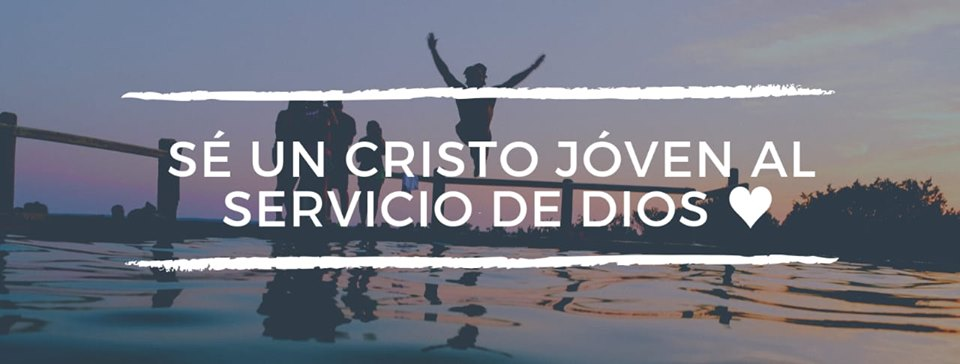 SÉ UN CRISTO JÓVEN AL
SERVICIO DE DIOS ♥